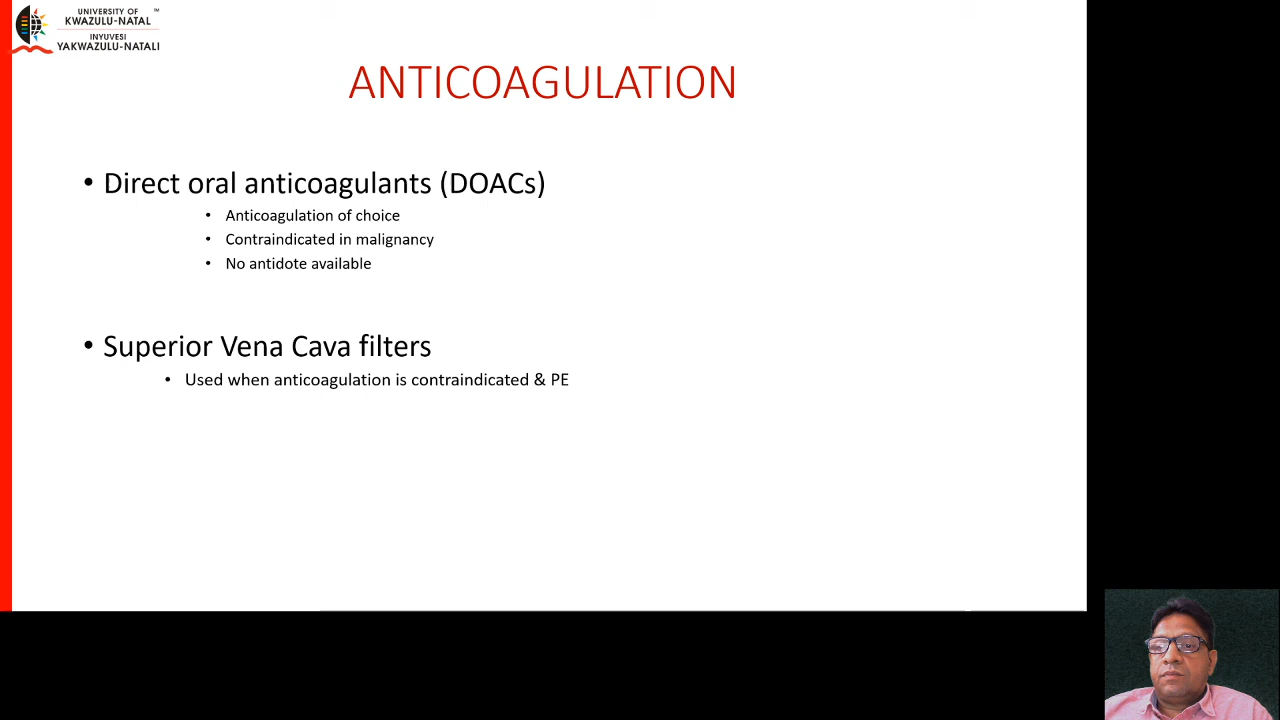 UNIVERSITY OF ™
KWAZULU-NATAL
INYUVESI
YAKWAZULU-NATALI
ANTICOAGULATION
• Direct oral anticoagulants (DOACs)
• Anticoagulation of choice
• Contraindicated in malignancy
• No antidote available
• Superior Vena Cava filters
• Used when anticoagulation is contraindicated & PE